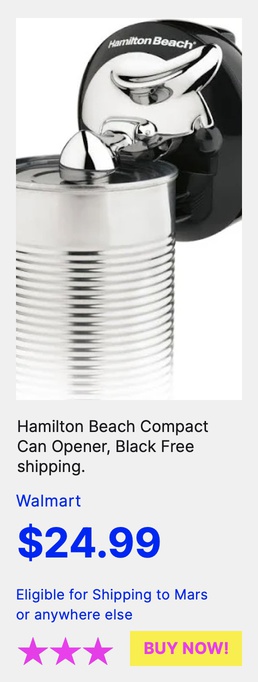 Hamilton Beach
Hamilton Beach Compact
Can Opener, Black Free
shipping.
Walmart
$24.99
Eligible for Shipping to Mars
or anywhere else
BUY NOW!